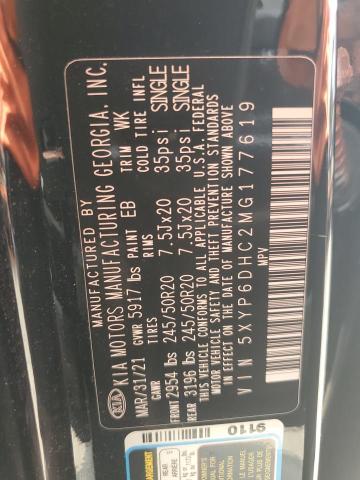 MANUFACTURED BY
KIA KIA MOTORS MANUFACTURING GEORGIA, INC.
MAR/31/21 PAINT EB TRIM WK
GVWR 5917 lbs
GAWR TIRES RIMS COLD TIRE INFL
FRONT 2954 lbs 245/50R20 7.5Jx20 35psi SINGLE
REAR 3196 lbs 245/50R20 7.5Jx20 35psi SINGLE
THIS VEHICLE CONFORMS TO ALL APPLICABLE U.S.A. FEDERAL
MOTOR VEHICLE SAFETY AND THEFT PREVENTION STANDARDS
IN EFFECT ON THE DATE OF MANUFACTURE SHOWN ABOVE
VIN 5XYP6DHC2MG177619
MPV
9110
REAR
ARRIÈRE